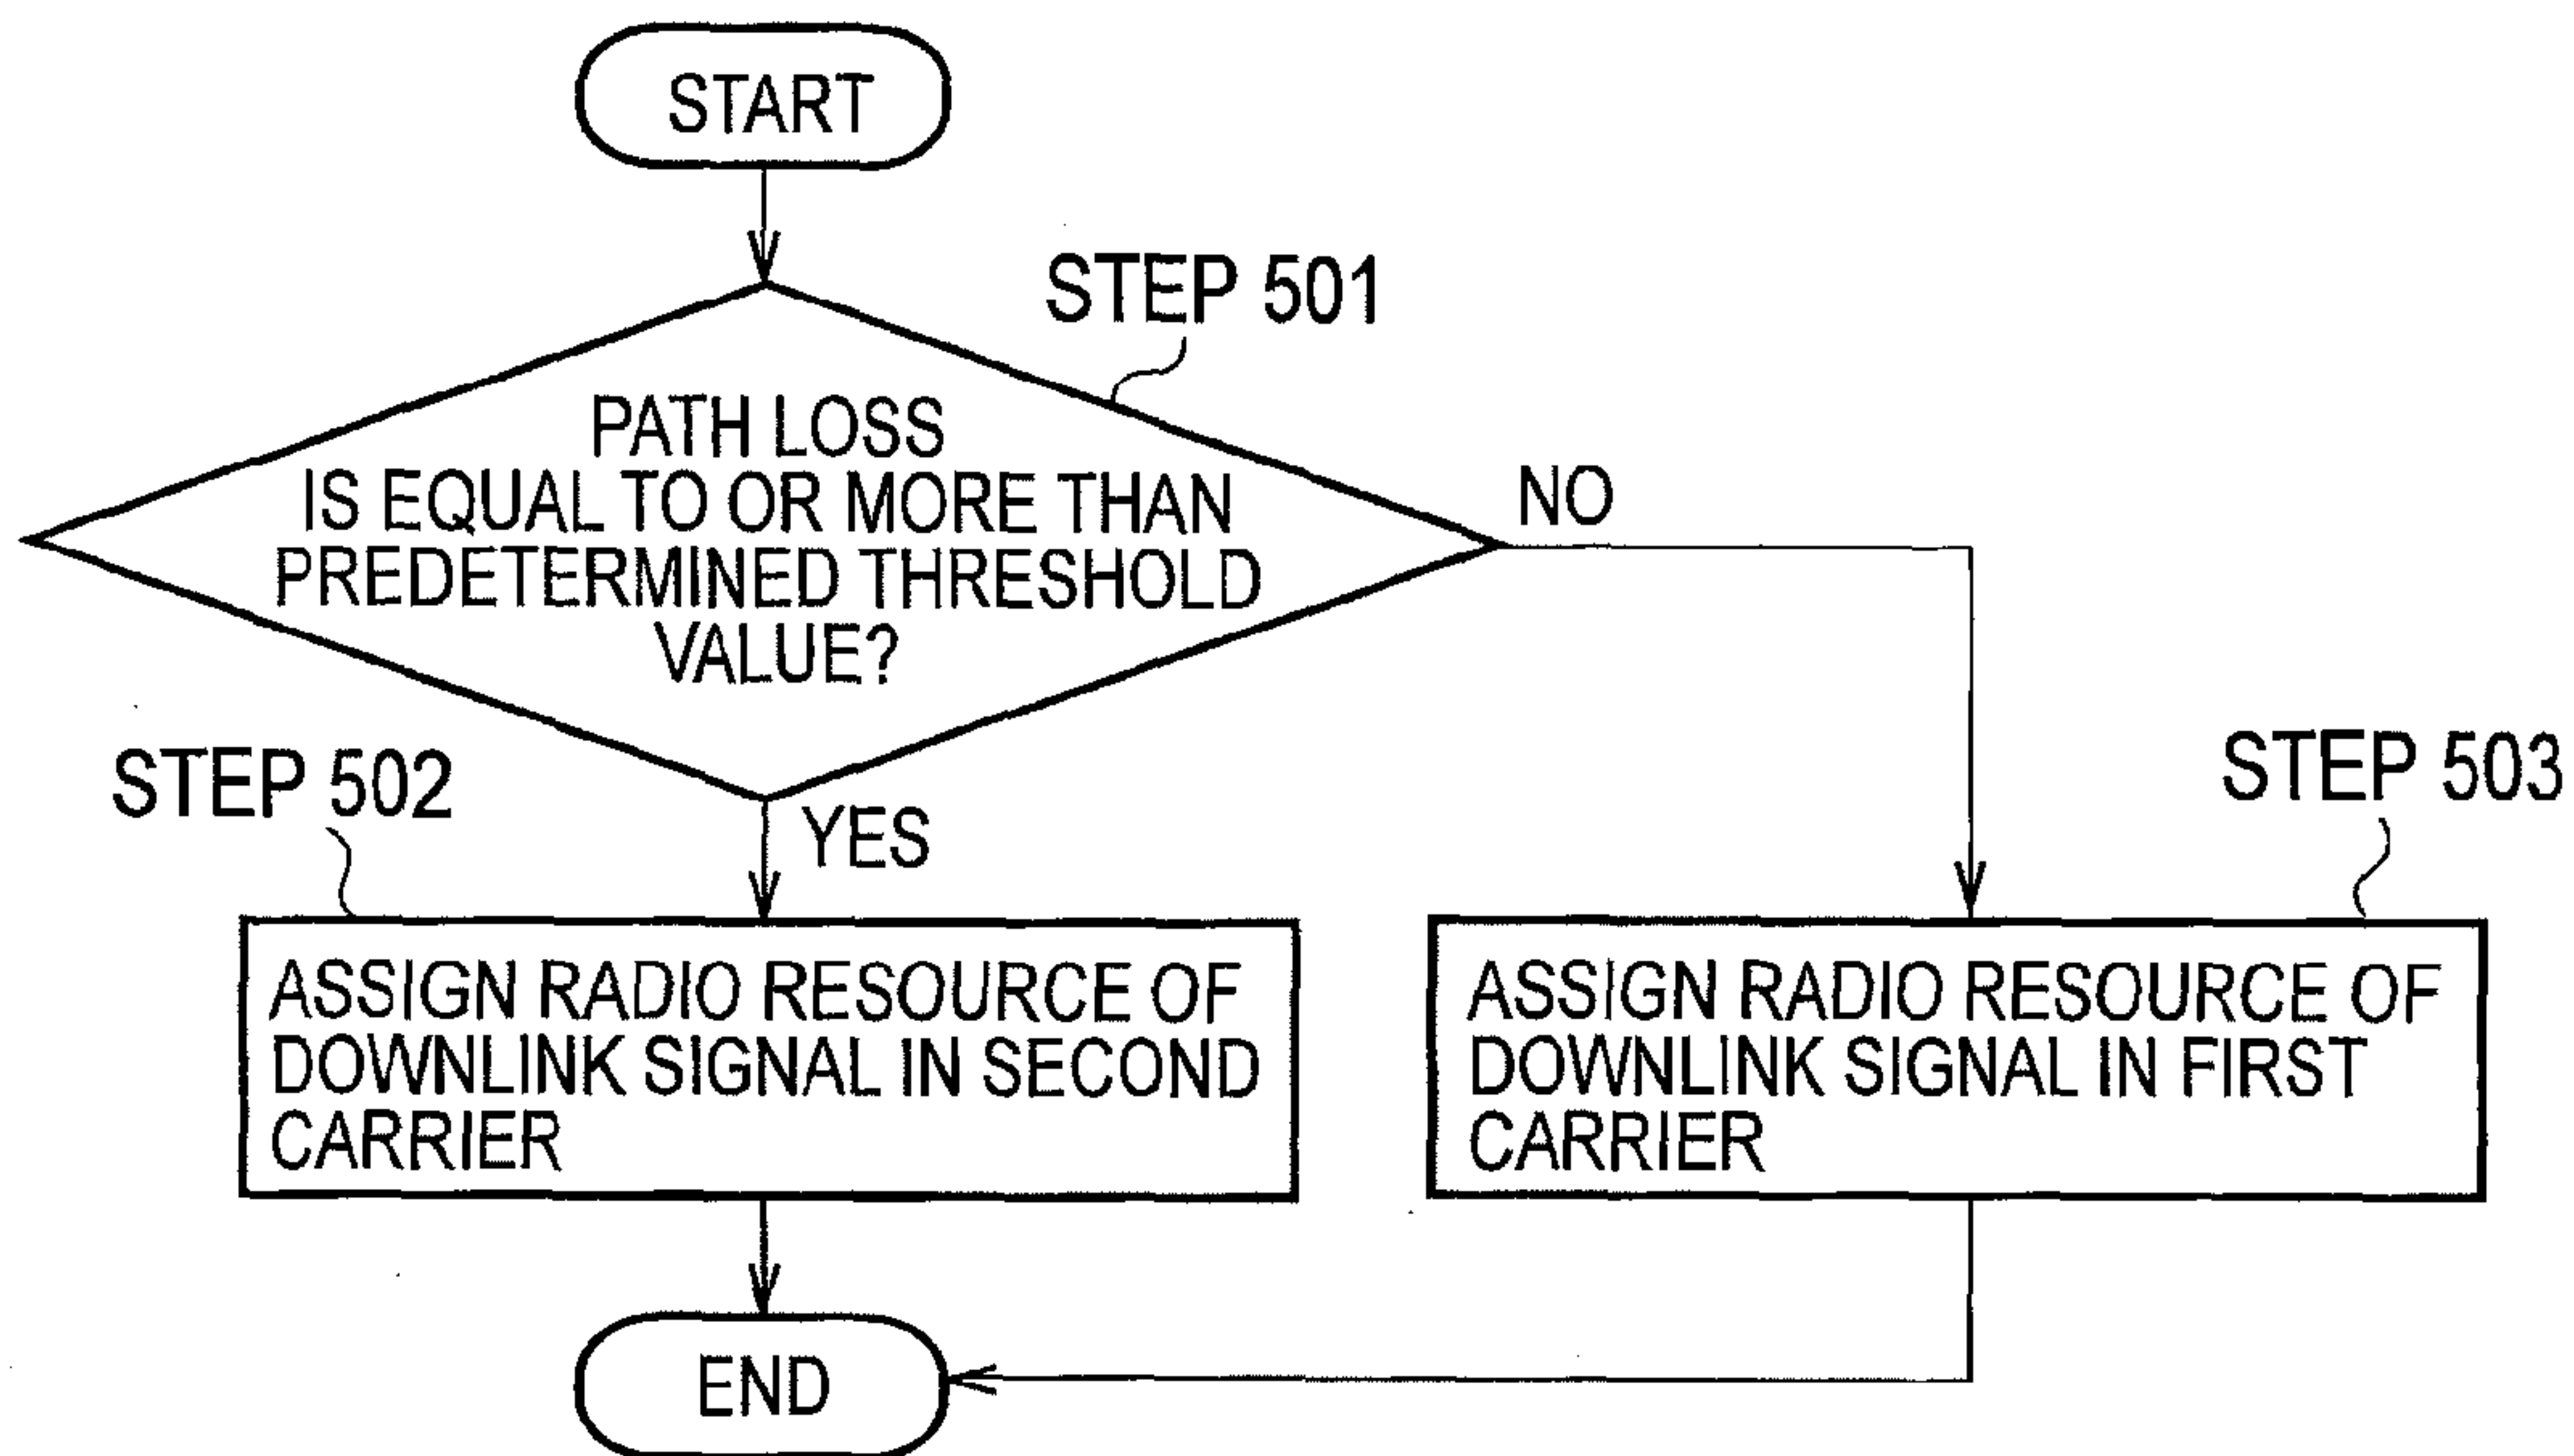 START
STEP 501
PATH LOSS
IS EQUAL TO OR MORE THAN
PREDETERMINED THRESHOLD
VALUE?
NO
STEP 502
YES
STEP 503
ASSIGN RADIO RESOURCE OF
DOWNLINK SIGNAL IN SECOND
CARRIER
ASSIGN RADIO RESOURCE OF
DOWNLINK SIGNAL IN FIRST
CARRIER
END